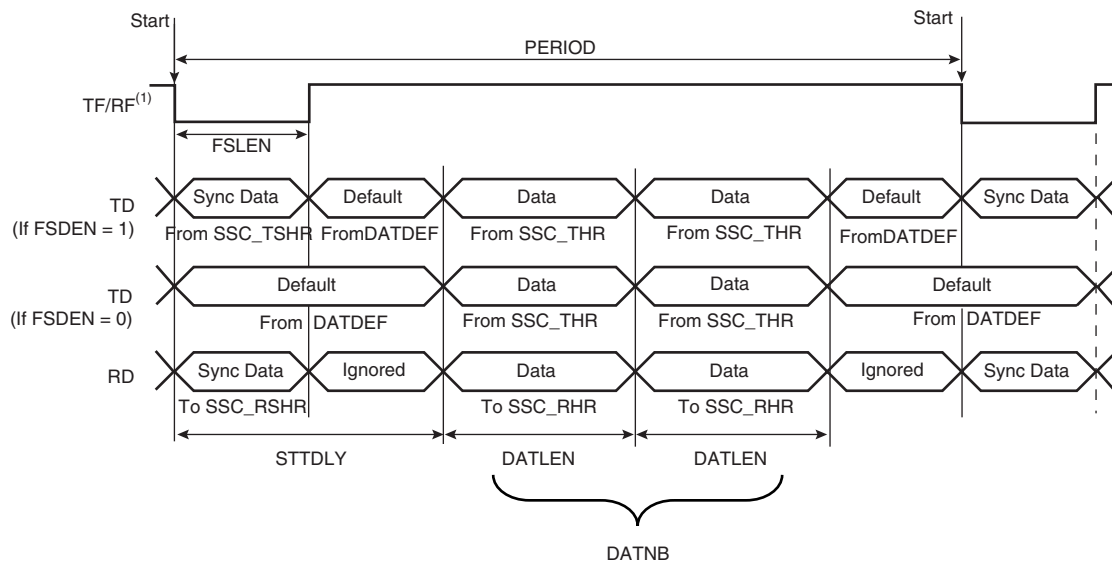 Start
Start
PERIOD
TF/RF(1)
FSLEN
TD
(If FSDEN = 1)
Sync Data
Default
Data
Data
Default
Sync Data
From SSC_TSHR
FromDATDEF
From SSC_THR
From SSC_THR
FromDATDEF
TD
(If FSDEN = 0)
Default
Data
Data
Default
From DATDEF
From SSC_THR
From SSC_THR
From DATDEF
RD
Sync Data
Ignored
Data
Data
Ignored
Sync Data
To SSC_RSHR
To SSC_RHR
To SSC_RHR
STTDLY
DATLEN
DATLEN
DATNB